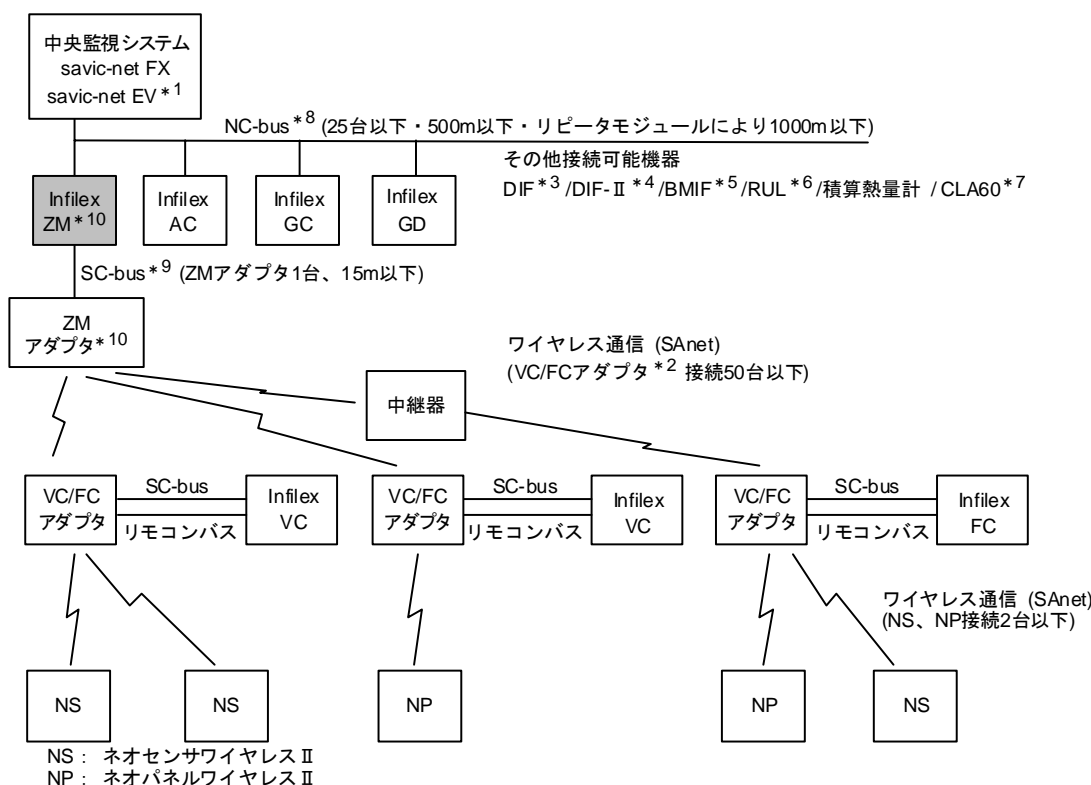 中央監視システム
savic-net FX
savic-net EV*1
NC-bus*8 (25台以下・500m以下・リピータモジュールにより1000m以下)
その他接続可能機器
DIF*3 /DIF-Ⅱ*4 /BMIF*5 /RUL*6 /積算熱量計 /CLA60*7
Infilex
ZM*10
Infilex
AC
Infilex
GC
Infilex
GD
SC-bus*9 (ZMアダプタ1台、15m以下)
ZM
アダプタ*10
ワイヤレス通信 (SAnet)
(VC/FCアダプタ*2 接続50台以下)
中継器
VC/FC
アダプタ
SC-bus
リモコンバス
Infilex
VC
VC/FC
アダプタ
SC-bus
リモコンバス
Infilex
VC
VC/FC
アダプタ
SC-bus
リモコンバス
Infilex
FC
ワイヤレス通信 (SAnet)
(NS、NP接続2台以下)
NS
NS
NP
NP
NS
NS : ネオセンサワイヤレスⅡ
NP : ネオパネルワイヤレスⅡ